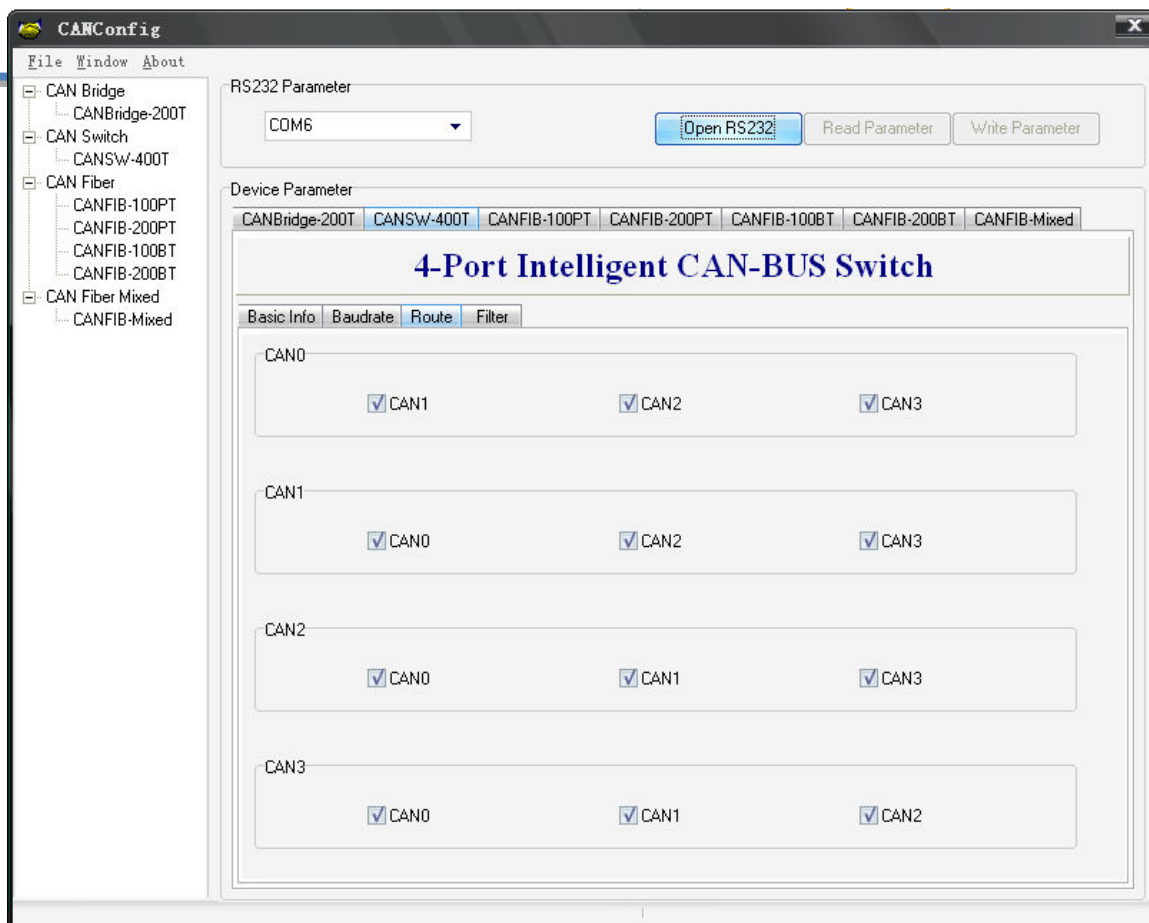 CANConfig
File Window About
CAN Bridge
CANBridge-200T
CAN Switch
CANSW-400T
CAN Fiber
CANFIB-100PT
CANFIB-200PT
CANFIB-100BT
CANFIB-200BT
CAN Fiber Mixed
CANFIB-Mixed
RS232 Parameter
COM6 Open RS232 Read Parameter Write Parameter
Device Parameter
CANBridge-200T CANSW-400T CANFIB-100PT CANFIB-200PT CANFIB-100BT CANFIB-200BT CANFIB-Mixed
4-Port Intelligent CAN-BUS Switch
Basic Info Baudrate Route Filter
CAN0
CAN1 CAN2 CAN3
CAN1
CAN0 CAN2 CAN3
CAN2
CAN0 CAN1 CAN3
CAN3
CAN0 CAN1 CAN2